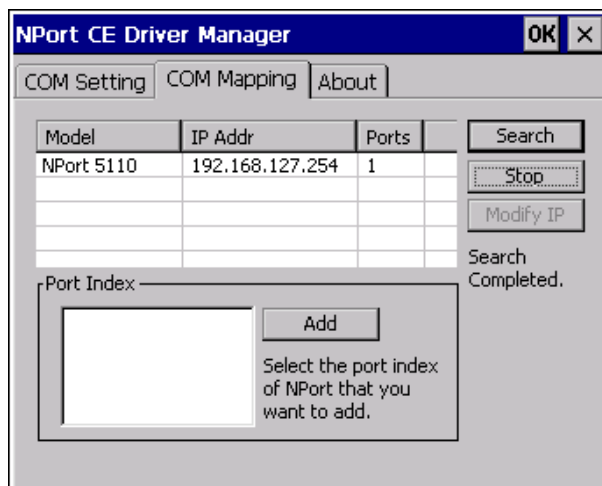 NPort CE Driver Manager OK ×
COM Setting COM Mapping About
Model IP Addr Ports Search
NPort 5110 192.168.127.254 1
Stop
Modify IP
Search
Completed.
Port Index
Add
Select the port index
of NPort that you
want to add.